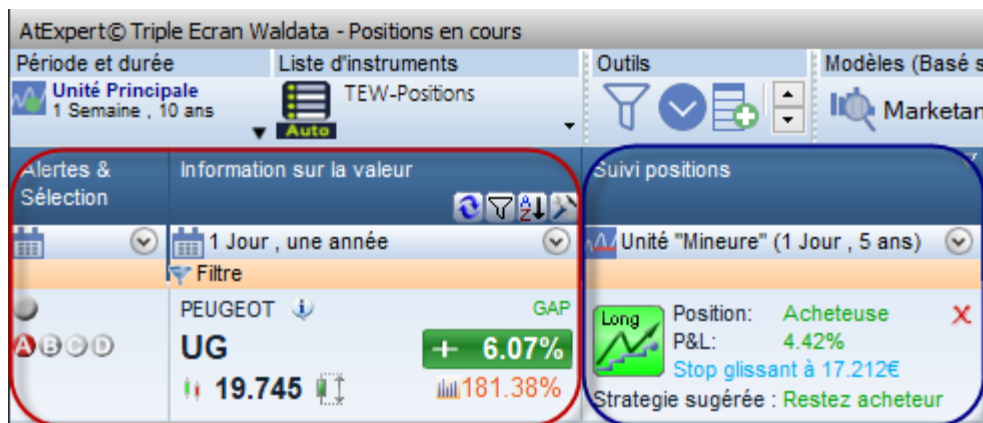 AtExpert© Triple Ecran Waldata - Positions en cours
Période et durée
Liste d'instruments
Outils
Modèles (Basé s
Unité Principale
1 Semaine , 10 ans
TEW-Positions
Auto
Marketan
Alertes & Sélection
Information sur la valeur
Suivi positions
1 Jour , une année
Unité "Mineure" (1 Jour , 5 ans)
Filtre
PEUGEOT
GAP
A B C D
UG
+ 6.07%
19.745
181.38%
Long
Position: Acheteuse
P&L: 4.42%
Stop glissant à 17.212€
Strategie sugérée : Restez acheteur